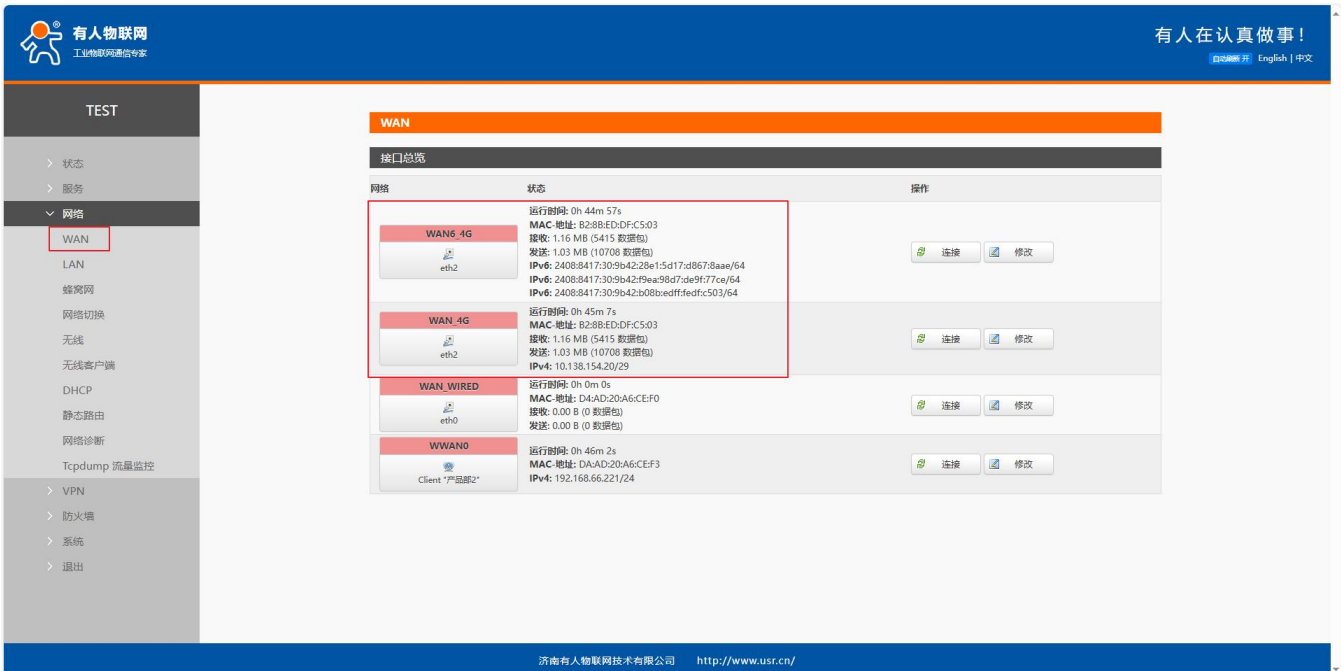 有人物联网
工业物联网通信专家
有人在认真做事!
自动刷新 开 English | 中文
TEST
状态
服务
网络
WAN
LAN
蜂窝网
网络切换
无线
无线客户端
DHCP
静态路由
网络诊断
Tcpdump 流量监控
VPN
防火墙
系统
退出
WAN
接口总览
网络 状态 操作
WAN6_4G
eth2
运行时间: 0h 44m 57s
MAC-地址: B2:8B:ED:DF:C5:03
接收: 1.16 MB (5415 数据包)
发送: 1.03 MB (10708 数据包)
IPv6: 2408:8417:30:9b42:28e1:5d17:d867:8aae/64
IPv6: 2408:8417:30:9b42:f9ea:98d7:de9f:77ce/64
IPv6: 2408:8417:30:9b42:b08b:edff:fedf:c503/64
连接 修改
WAN_4G
eth2
运行时间: 0h 45m 7s
MAC-地址: B2:8B:ED:DF:C5:03
接收: 1.16 MB (5415 数据包)
发送: 1.03 MB (10708 数据包)
IPv4: 10.138.154.20/29
连接 修改
WAN_WIRED
eth0
运行时间: 0h 0m 0s
MAC-地址: D4:AD:20:A6:CE:F0
接收: 0.00 B (0 数据包)
发送: 0.00 B (0 数据包)
连接 修改
WWAN0
Client "产品部2"
运行时间: 0h 46m 2s
MAC-地址: DA:AD:20:A6:CE:F3
IPv4: 192.168.66.221/24
连接 修改
济南有人物联网技术有限公司 http://www.usr.cn/